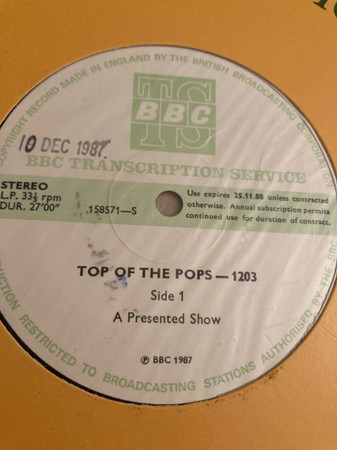 COPYRIGHT RECORD MADE IN ENGLAND BY THE BRITISH BROADCASTING CORPORATION
TS
BBC
10 DEC 1987.
BBC TRANSCRIPTION SERVICE
STEREO
L.P. 33⅓ rpm
DUR. 27'00"
158571—S
Use expires 25.11.88 unless contracted
otherwise. Annual subscription permits
continued use for duration of contract.
TOP OF THE POPS — 1203
Side 1
A Presented Show
℗ BBC 1987
RESTRICTED TO BROADCASTING STATIONS AUTHORISED BY THE BBC